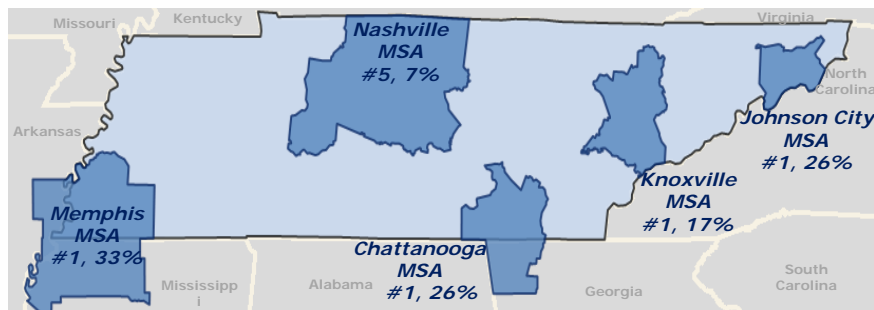 Missouri
Kentucky
Virginia
Nashville
MSA
#5, 7%
North
Carolina
Arkansas
Johnson City
MSA
#1, 26%
Knoxville
MSA
#1, 17%
Memphis
MSA
#1, 33%
Chattanooga
MSA
#1, 26%
Mississipp
i
Alabama
Georgia
South
Carolina